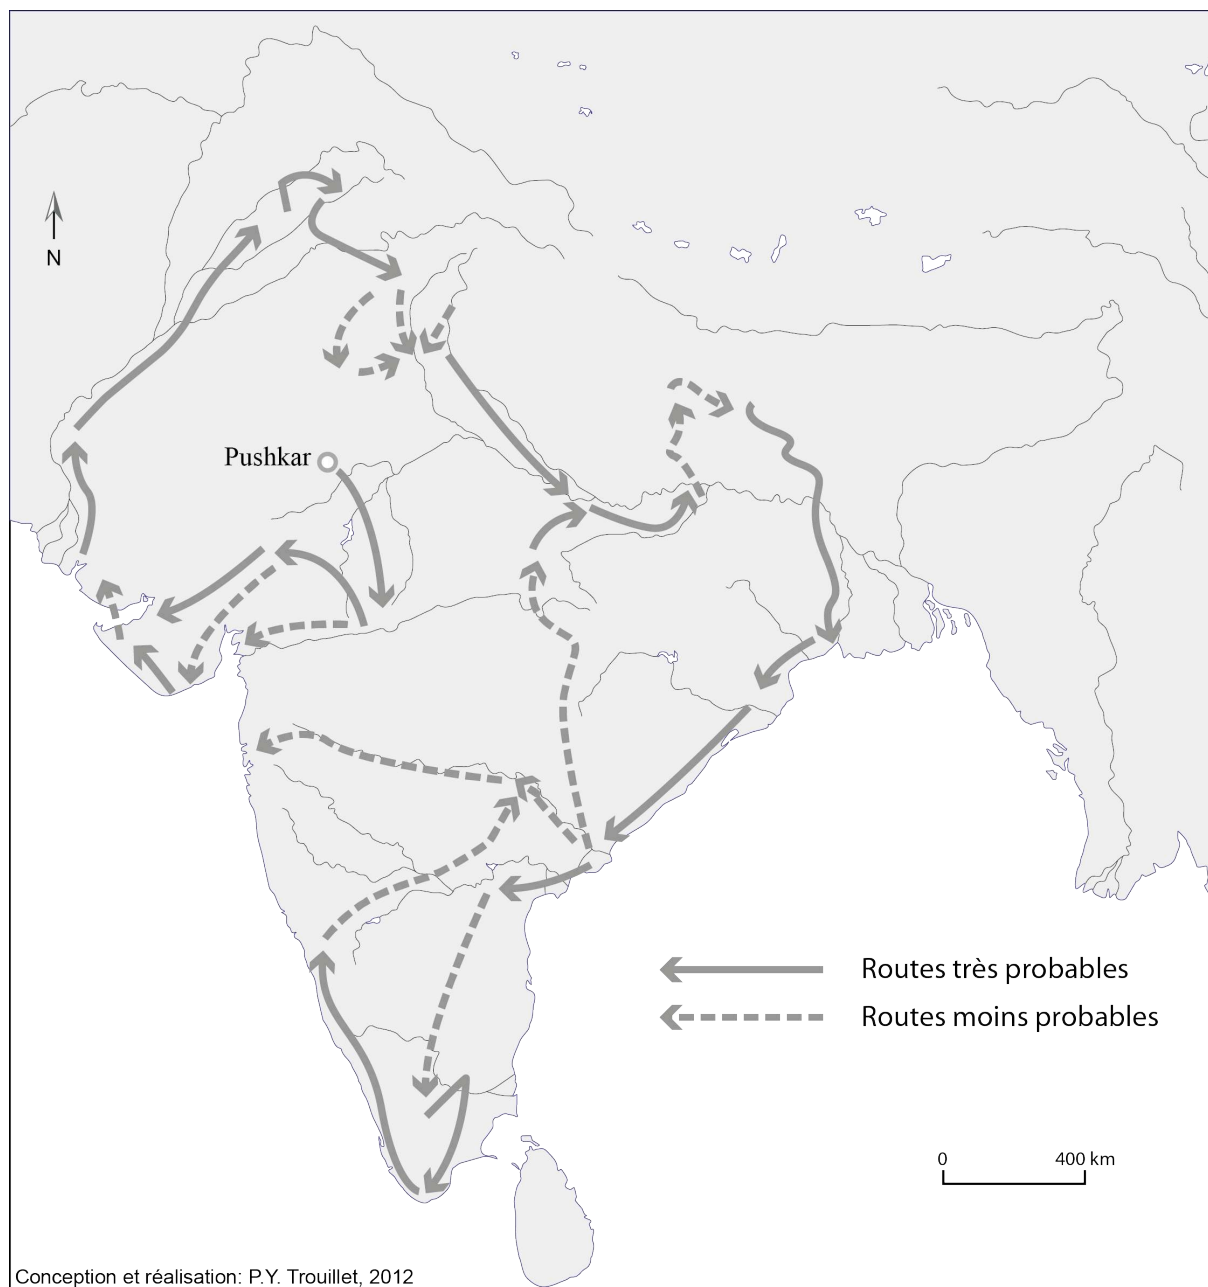 N
Pushkar
Routes très probables
Routes moins probables
0 400 km
Conception et réalisation: P.Y. Trouillet, 2012